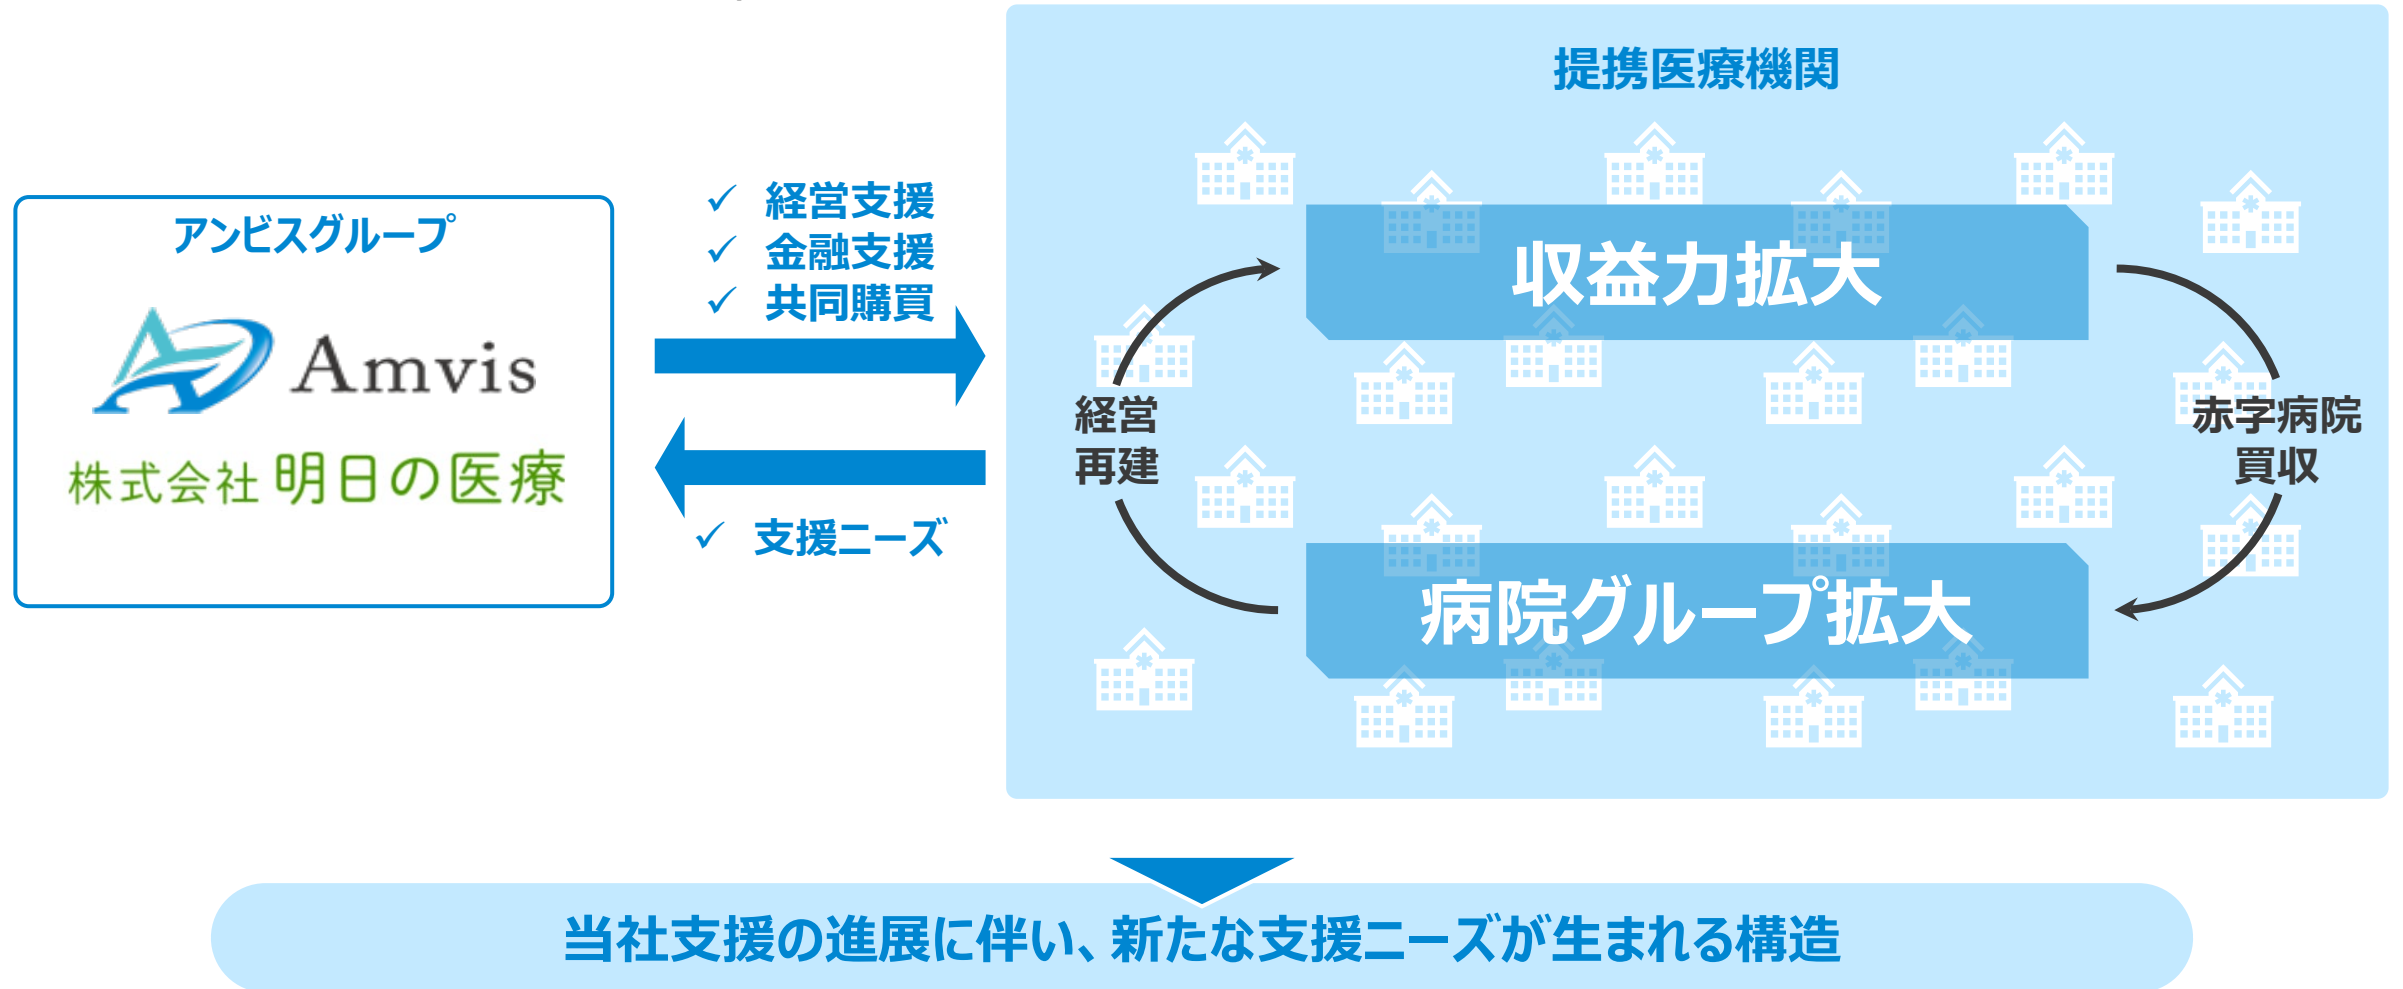 アンビスグループ
Amvis
株式会社 明日の医療
✓ 経営支援
✓ 金融支援
✓ 共同購買
✓ 支援ニーズ
提携医療機関
収益力拡大
経営
再建
赤字病院
買収
病院グループ拡大
当社支援の進展に伴い、新たな支援ニーズが生まれる構造